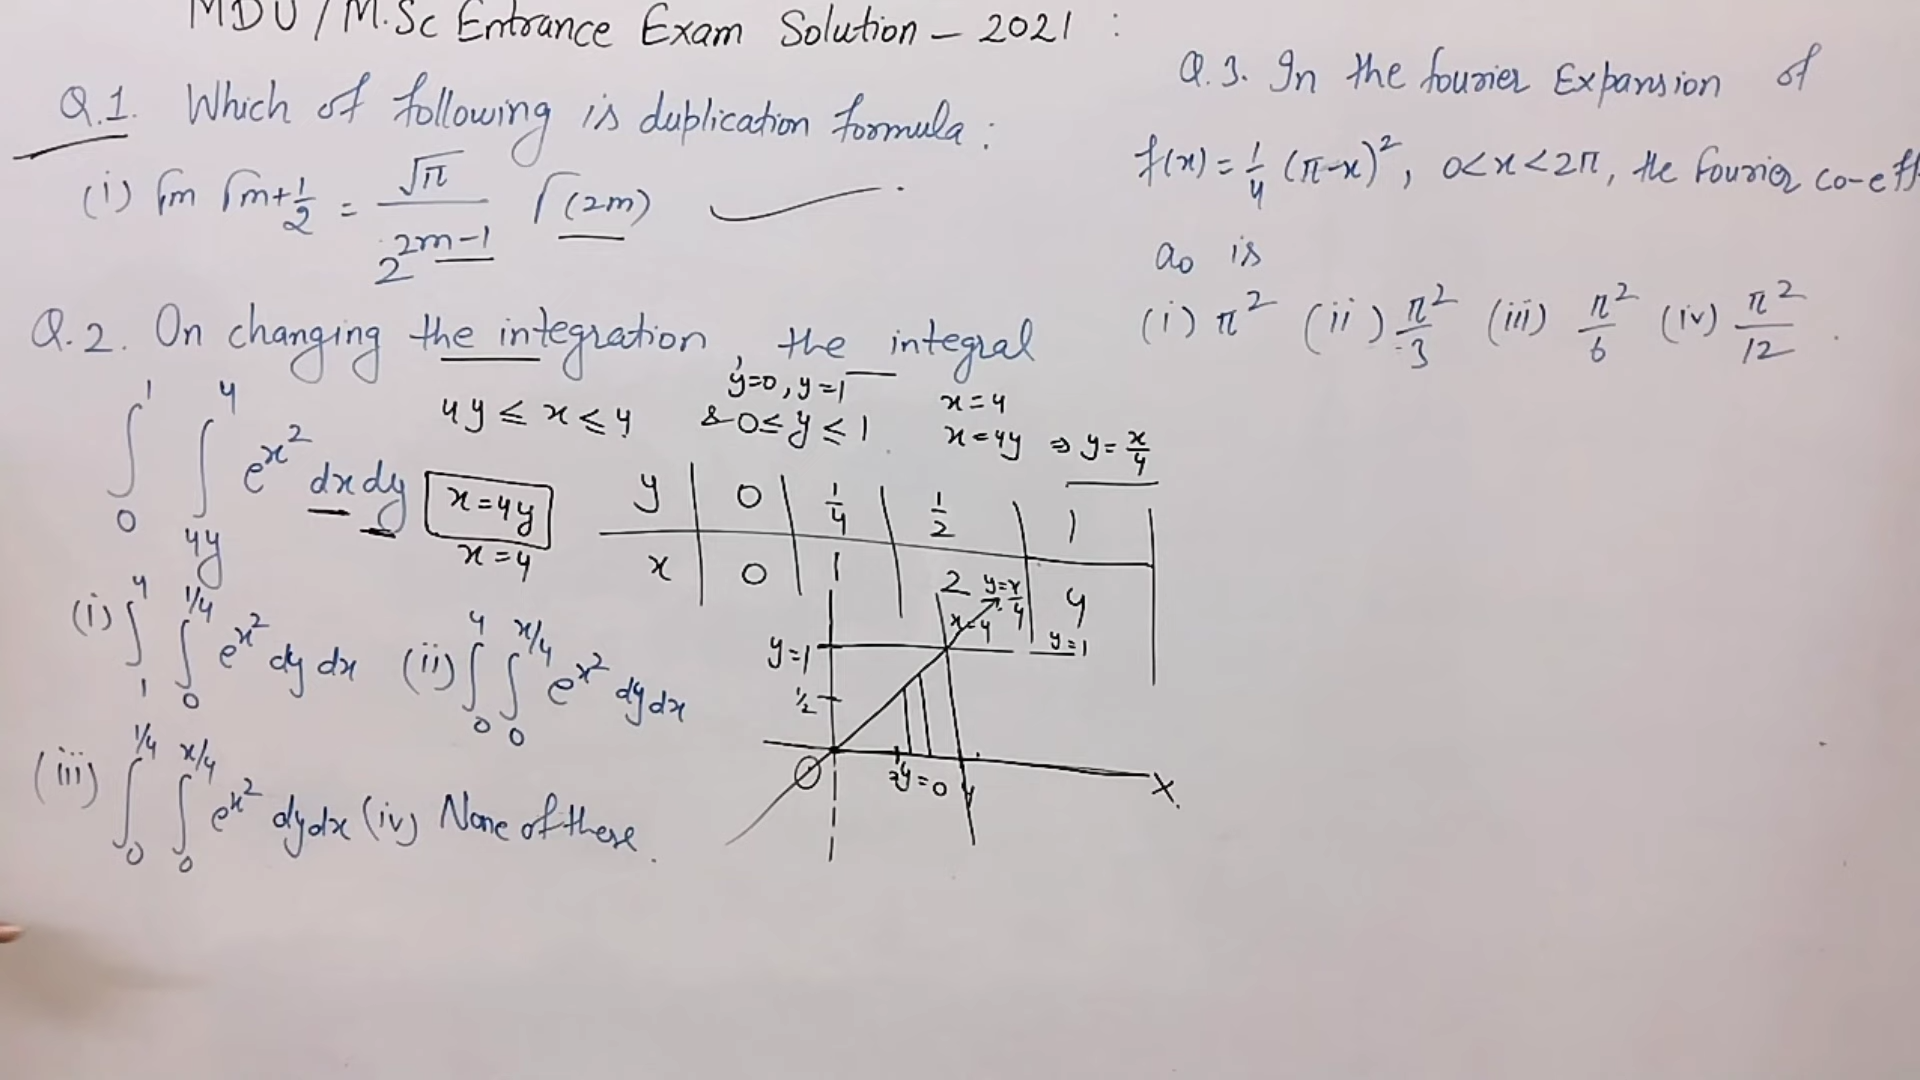 MDU / M.Sc Entrance Exam Solution – 2021 :
Q.1. Which of following is duplication formula :
(i) Γm Γm+1/2 = √π / 2^(2m-1) Γ(2m)
Q.2. On changing the integration, the integral
∫₀¹ ∫₄ᵧ⁴ e^x² dx dy
4y ≤ x ≤ 4
y=0, y=1
& 0 ≤ y ≤ 1
x=4
x=4y ⇒ y = x/4
x=4y
x=4
y | 0 | 1/4 | 1/2 | 1
x | 0 | 1 | 2 | 4
(i) ∫₁⁴ ∫₀^(1/4) e^x² dy dx (ii) ∫₀⁴ ∫₀^(x/4) e^x² dy dx
(iii) ∫₀^(1/4) ∫₀^(x/4) e^x² dy dx (iv) None of these.
y=x/4
x=4
y=1
y=1
1/2
O
y=0
4
X
Q.3. In the fourier Expansion of
f(x) = 1/4 (π-x)², 0<x<2π, the Fourier co-eff
a₀ is
(i) π² (ii) π²/3 (iii) π²/6 (iv) π²/12 .